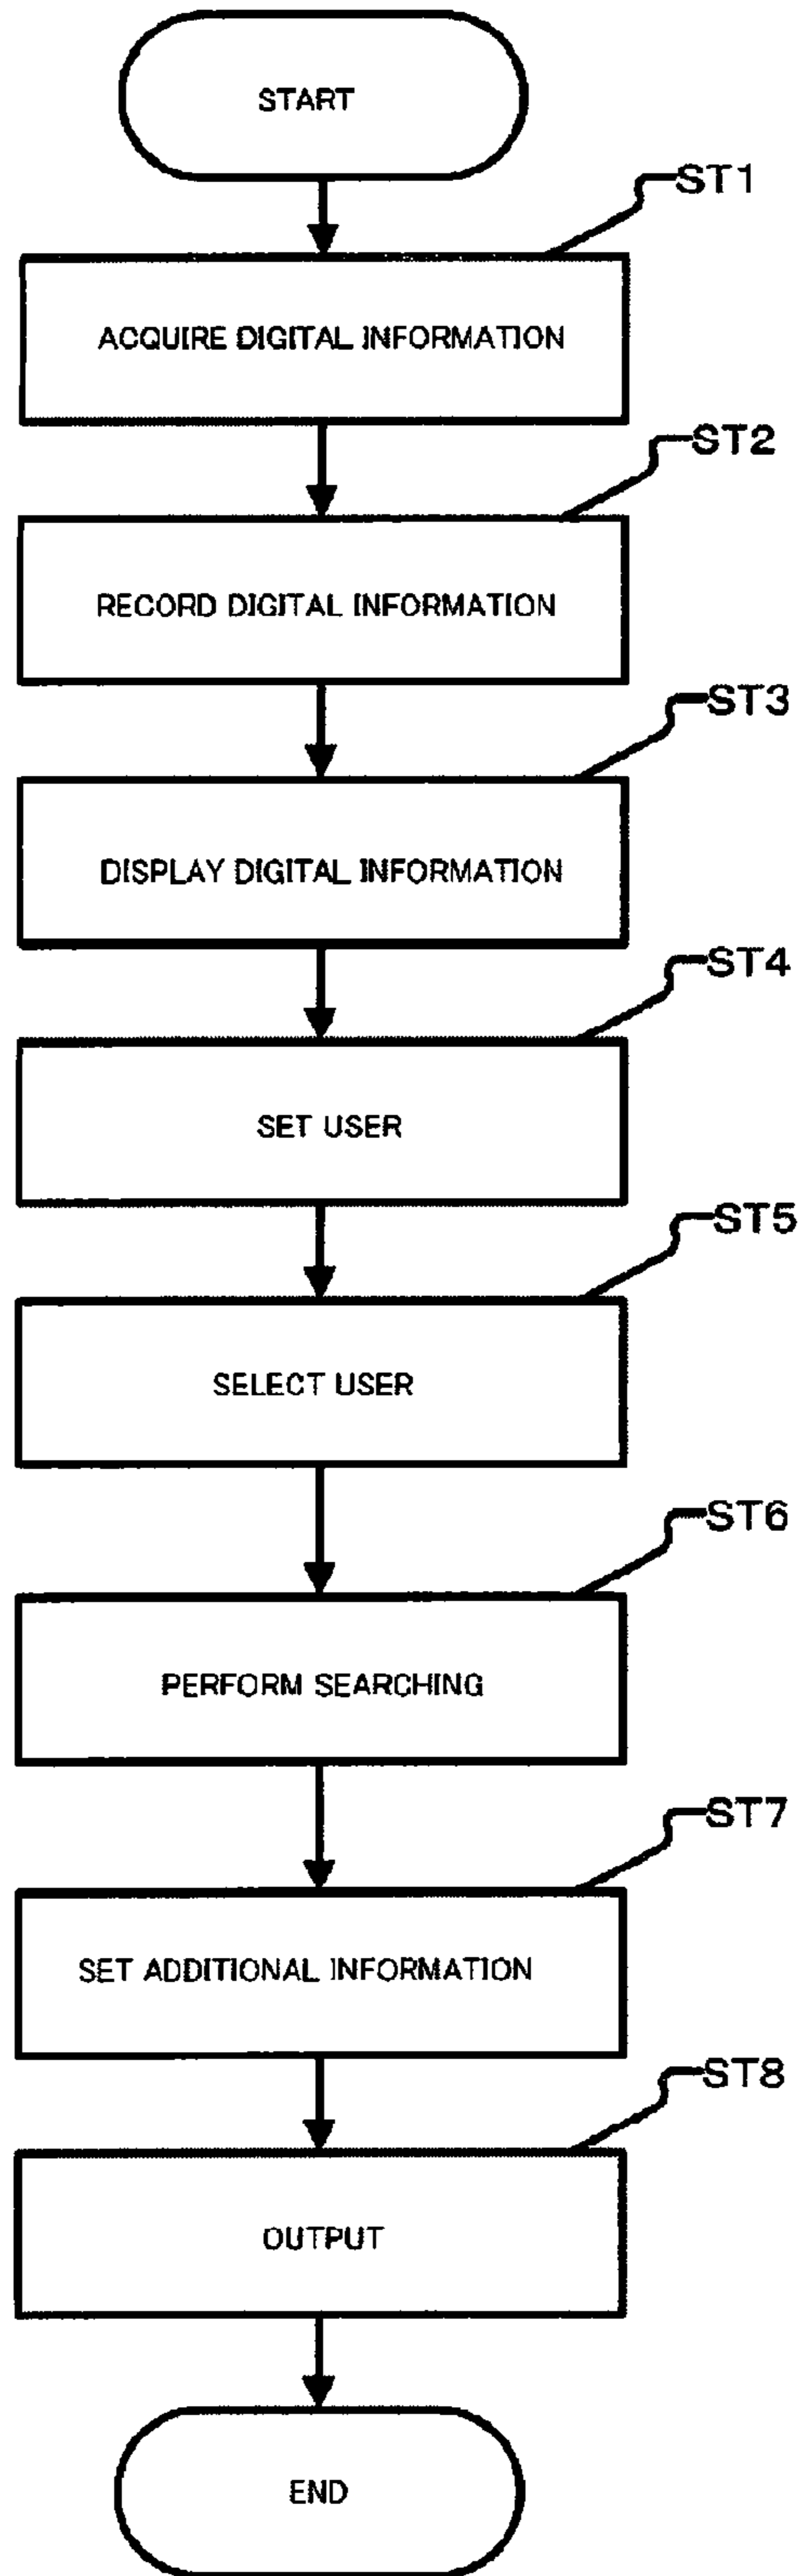 START
ST1
ACQUIRE DIGITAL INFORMATION
ST2
RECORD DIGITAL INFORMATION
ST3
DISPLAY DIGITAL INFORMATION
ST4
SET USER
ST5
SELECT USER
ST6
PERFORM SEARCHING
ST7
SET ADDITIONAL INFORMATION
ST8
OUTPUT
END